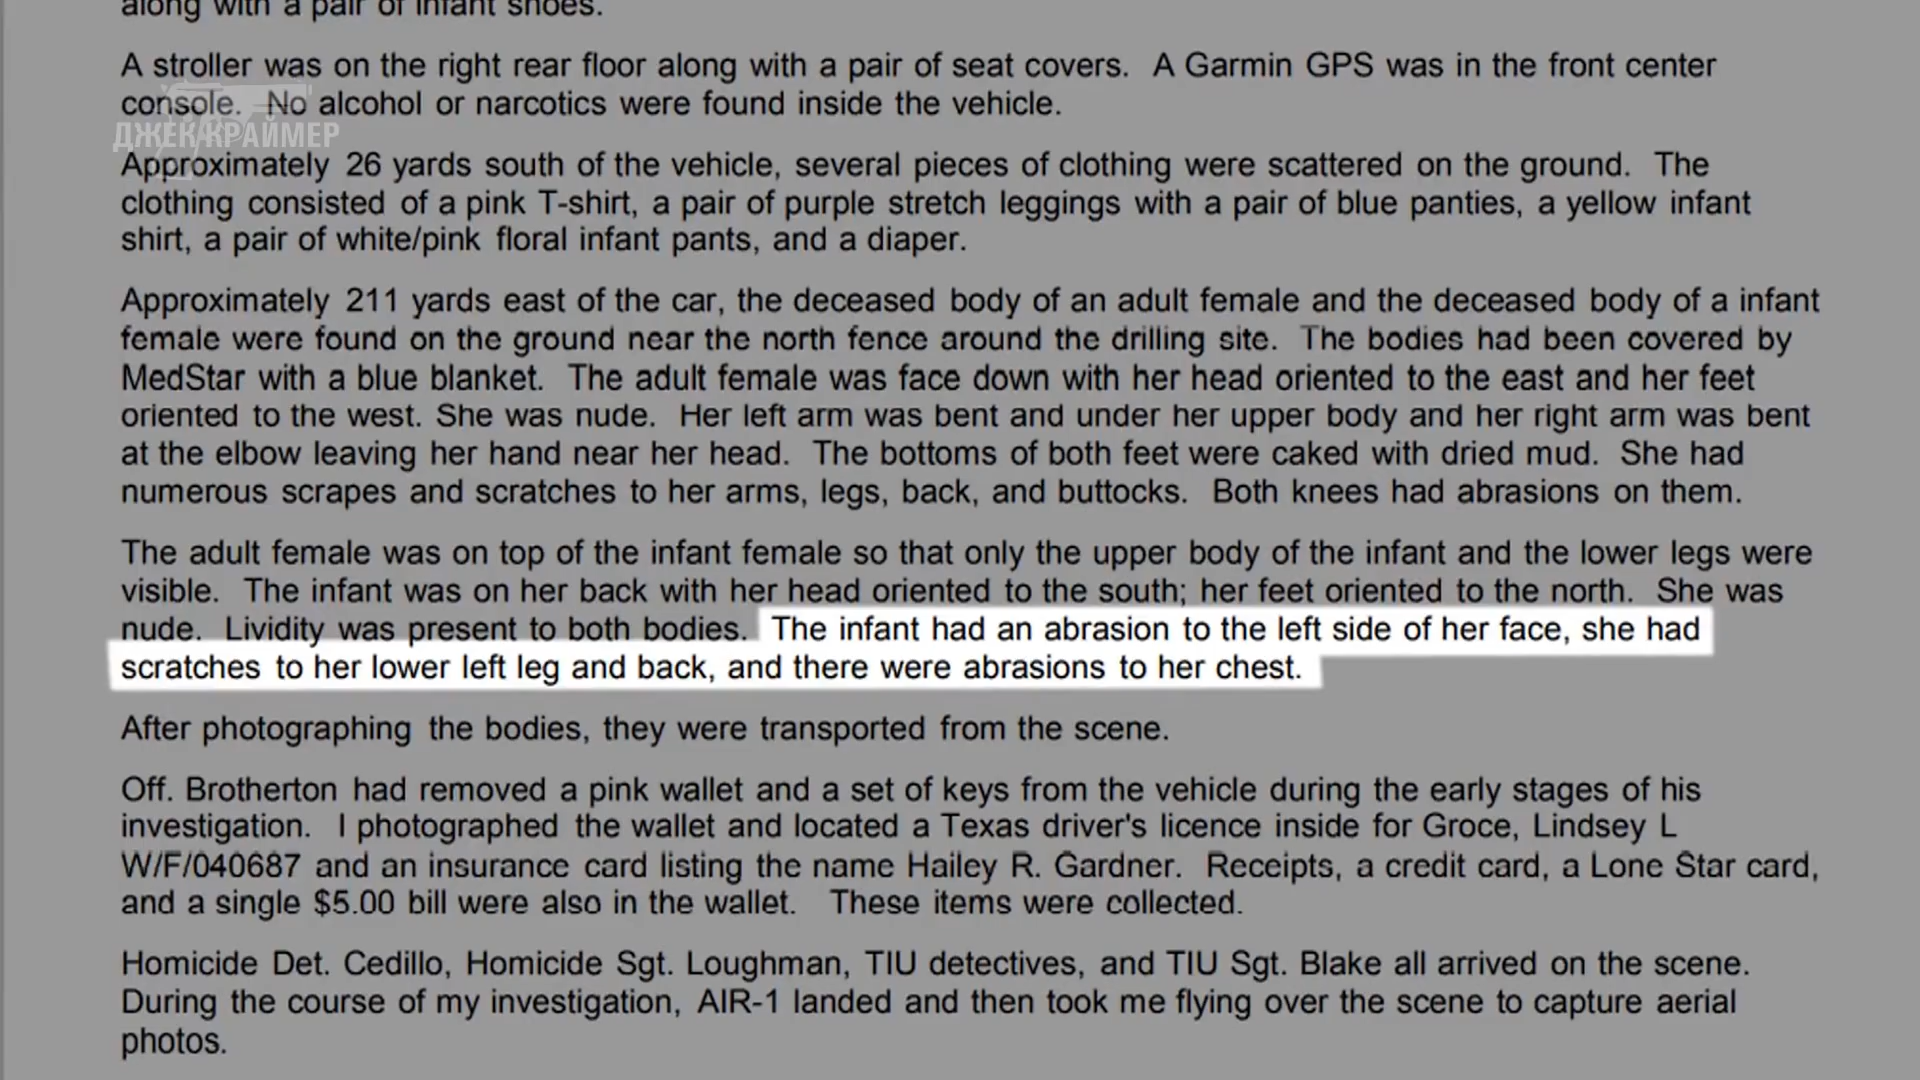 along with a pair of infant shoes.
A stroller was on the right rear floor along with a pair of seat covers. A Garmin GPS was in the front center
console. No alcohol or narcotics were found inside the vehicle.
ДЖЕК КРАЙМЕР
Approximately 26 yards south of the vehicle, several pieces of clothing were scattered on the ground. The
clothing consisted of a pink T-shirt, a pair of purple stretch leggings with a pair of blue panties, a yellow infant
shirt, a pair of white/pink floral infant pants, and a diaper.
Approximately 211 yards east of the car, the deceased body of an adult female and the deceased body of a infant
female were found on the ground near the north fence around the drilling site. The bodies had been covered by
MedStar with a blue blanket. The adult female was face down with her head oriented to the east and her feet
oriented to the west. She was nude. Her left arm was bent and under her upper body and her right arm was bent
at the elbow leaving her hand near her head. The bottoms of both feet were caked with dried mud. She had
numerous scrapes and scratches to her arms, legs, back, and buttocks. Both knees had abrasions on them.
The adult female was on top of the infant female so that only the upper body of the infant and the lower legs were
visible. The infant was on her back with her head oriented to the south; her feet oriented to the north. She was
nude. Lividity was present to both bodies. The infant had an abrasion to the left side of her face, she had
scratches to her lower left leg and back, and there were abrasions to her chest.
After photographing the bodies, they were transported from the scene.
Off. Brotherton had removed a pink wallet and a set of keys from the vehicle during the early stages of his
investigation. I photographed the wallet and located a Texas driver's licence inside for Groce, Lindsey L
W/F/040687 and an insurance card listing the name Hailey R. Gardner. Receipts, a credit card, a Lone Star card,
and a single $5.00 bill were also in the wallet. These items were collected.
Homicide Det. Cedillo, Homicide Sgt. Loughman, TIU detectives, and TIU Sgt. Blake all arrived on the scene.
During the course of my investigation, AIR-1 landed and then took me flying over the scene to capture aerial
photos.